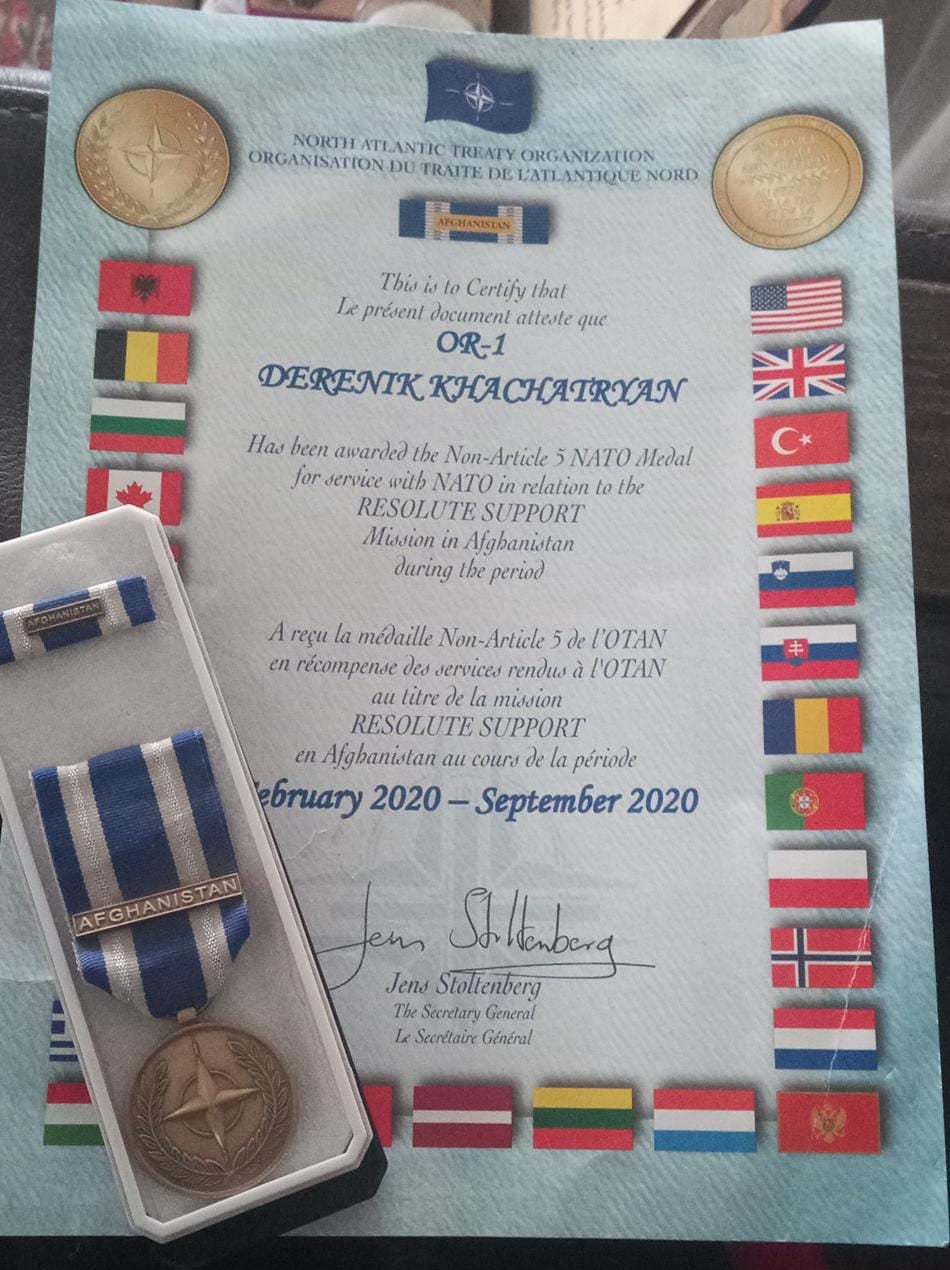 NORTH ATLANTIC TREATY ORGANIZATION
ORGANISATION DU TRAITE DE L'ATLANTIQUE NORD
AFGHANISTAN
This is to Certify that
Le présent document atteste que
OR-1
DERENIK KHACHATRYAN
Has been awarded the Non-Article 5 NATO Medal
for service with NATO in relation to the
RESOLUTE SUPPORT
Mission in Afghanistan
during the period
A reçu la médaille Non-Article 5 de l'OTAN
en récompense des services rendus à l'OTAN
au titre de la mission
RESOLUTE SUPPORT
en Afghanistan au cours de la période
ebruary 2020 – September 2020
Jens Stoltenberg
Jens Stoltenberg
The Secretary General
Le Secrétaire Général
AFGHANISTAN
AFGHANISTAN